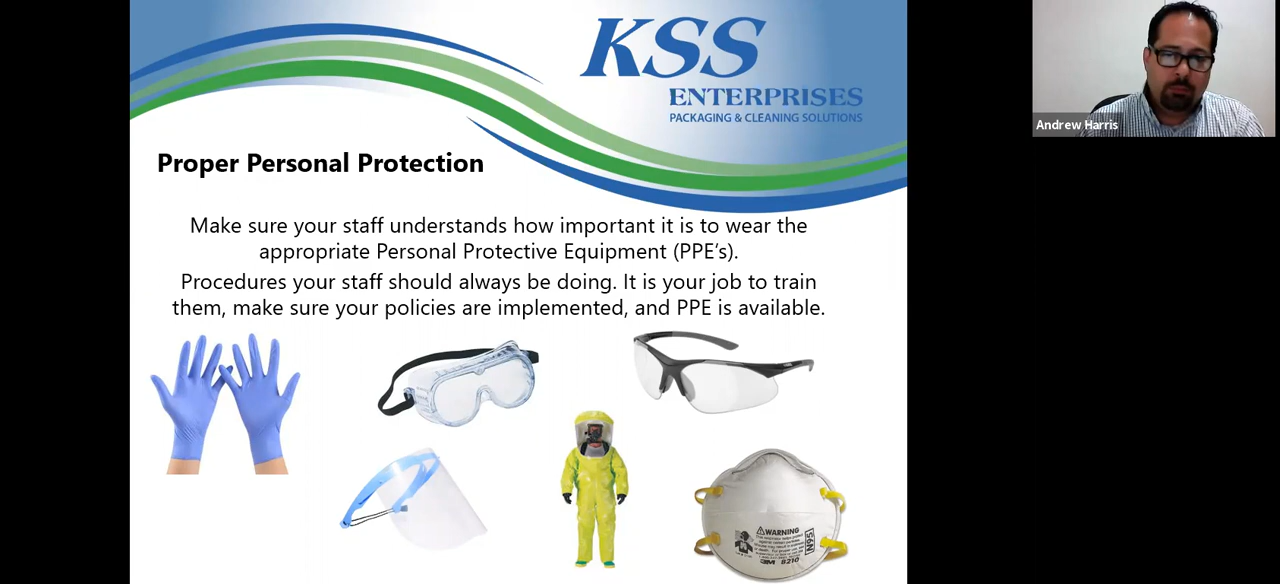 KSS
ENTERPRISES
PACKAGING & CLEANING SOLUTIONS
Andrew Harris
Proper Personal Protection
Make sure your staff understands how important it is to wear the
appropriate Personal Protective Equipment (PPE’s).
Procedures your staff should always be doing. It is your job to train
them, make sure your policies are implemented, and PPE is available.
WARNING
3M 8210
N95